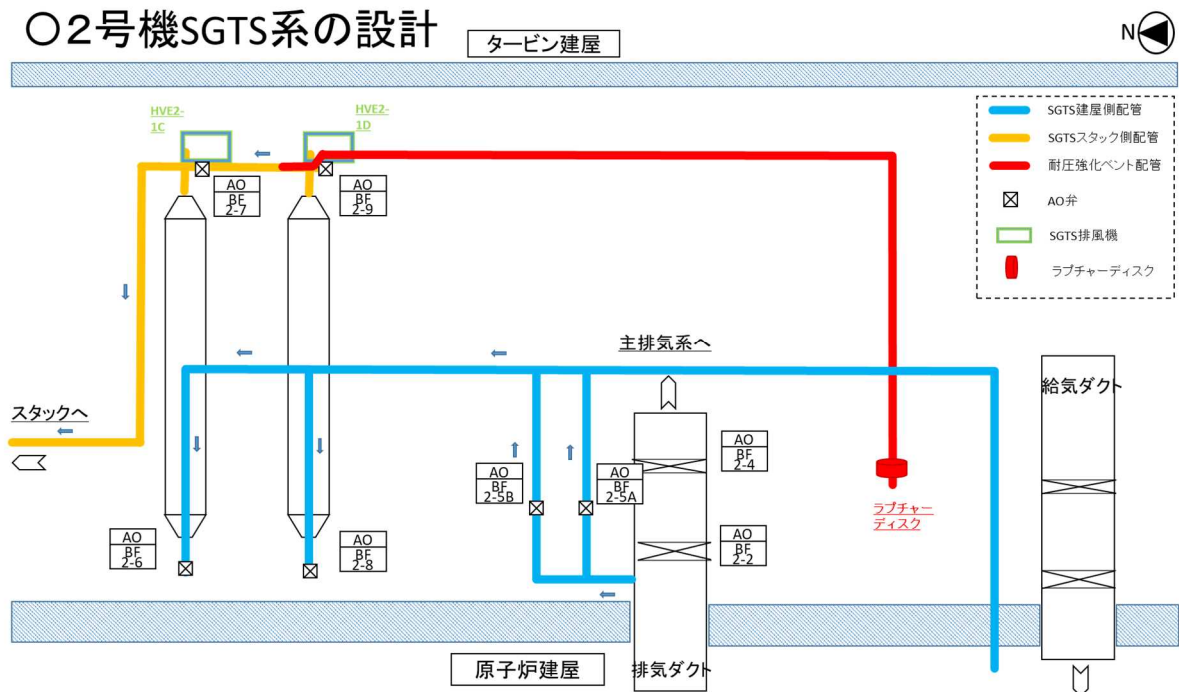 〇２号機SGTS系の設計
タービン建屋
N
HVE2-
1C
HVE2-
1D
SGTS建屋側配管
SGTSスタック側配管
耐圧強化ベント配管
AO弁
SGTS排風機
ラプチャーディスク
AO
BF
2-7
AO
BF
2-9
主排気系へ
給気ダクト
スタックへ
AO
BF
2-5B
AO
BF
2-5A
AO
BF
2-4
ラプチャー
ディスク
AO
BF
2-6
AO
BF
2-8
AO
BF
2-2
原子炉建屋
排気ダクト